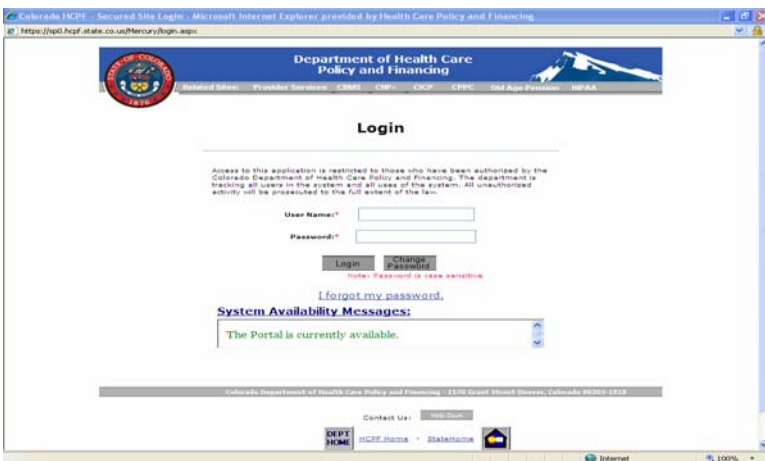 Colorado HCPF - Secured Site Login - Microsoft Internet Explorer provided by Health Care Policy and Financing
https://sp0.hcpf.state.co.us/Mercury/login.aspx
STATE OF COLORADO
1876
Department of Health Care
Policy and Financing
Related Sites: Provider Services CBMS CHP+ CICP CPPC Old Age Pension HIPAA
Login
Access to this application is restricted to those who have been authorized by the
Colorado Department of Health Care Policy and Financing. The department is
tracking all users in the system and all uses of the system. All unauthorized
activity will be prosecuted to the full extent of the law.
User Name:*
Password:*
Login
Change
Password
Note: Password is case sensitive.
I forgot my password.
System Availability Messages:
The Portal is currently available.
Colorado Department of Health Care Policy and Financing - 1570 Grant Street Denver, Colorado 80203-1818
Contact Us: Help Desk
DEPT
HOME
HCPF Home - StateHome
Internet
100%